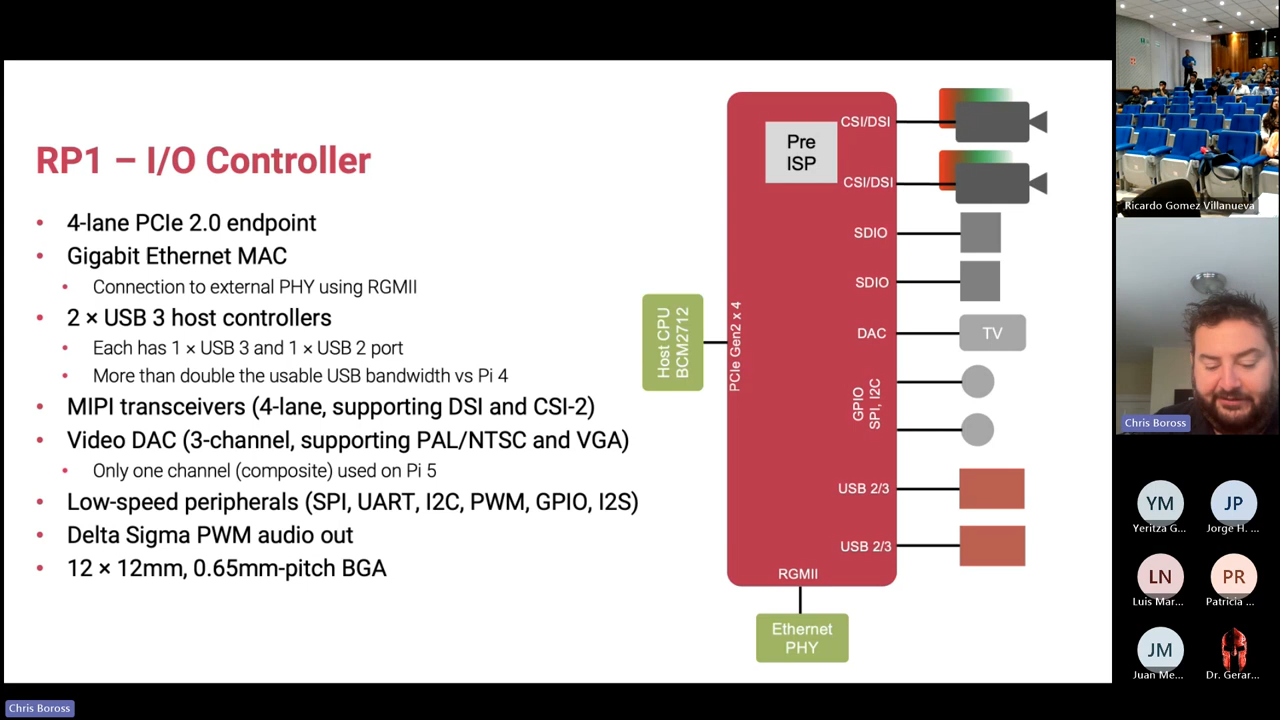 RP1 – I/O Controller
• 4-lane PCIe 2.0 endpoint
• Gigabit Ethernet MAC
• Connection to external PHY using RGMII
• 2 × USB 3 host controllers
• Each has 1 × USB 3 and 1 × USB 2 port
• More than double the usable USB bandwidth vs Pi 4
• MIPI transceivers (4-lane, supporting DSI and CSI-2)
• Video DAC (3-channel, supporting PAL/NTSC and VGA)
• Only one channel (composite) used on Pi 5
• Low-speed peripherals (SPI, UART, I2C, PWM, GPIO, I2S)
• Delta Sigma PWM audio out
• 12 × 12mm, 0.65mm-pitch BGA
Host CPU
BCM2712
PCIe Gen2 x 4
Pre
ISP
CSI/DSI
CSI/DSI
SDIO
SDIO
DAC
TV
GPIO
SPI, I2C
USB 2/3
USB 2/3
RGMII
Ethernet
PHY
Ricardo Gomez Villanueva
Chris Boross
YM
Yeritza G...
JP
Jorge H. ...
LN
Luis Mar...
PR
Patricia ...
JM
Juan Me...
Dr. Gerar...
Chris Boross